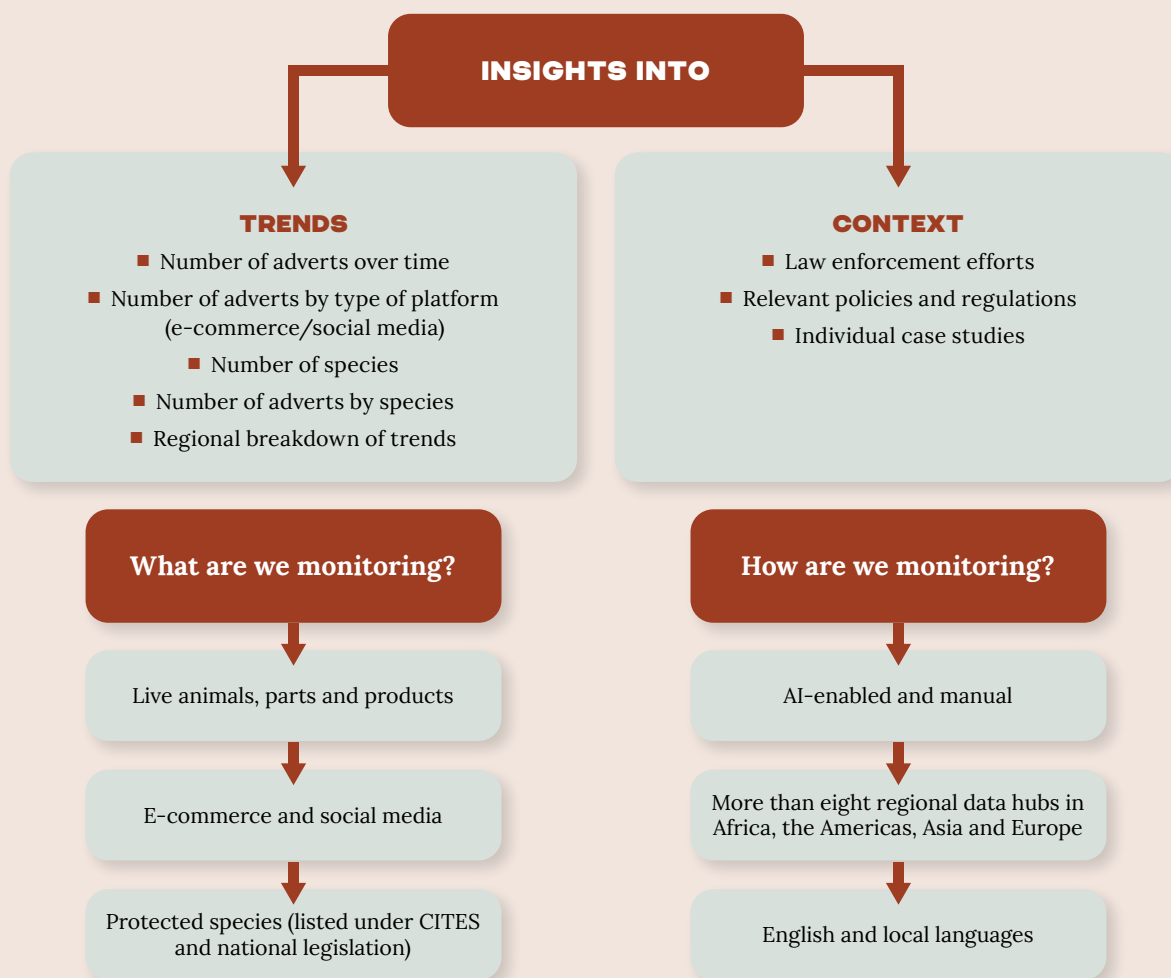 INSIGHTS INTO
TRENDS
Number of adverts over time
Number of adverts by type of platform
(e-commerce/social media)
Number of species
Number of adverts by species
Regional breakdown of trends
CONTEXT
Law enforcement efforts
Relevant policies and regulations
Individual case studies
What are we monitoring?
Live animals, parts and products
E-commerce and social media
Protected species (listed under CITES
and national legislation)
How are we monitoring?
AI-enabled and manual
More than eight regional data hubs in
Africa, the Americas, Asia and Europe
English and local languages